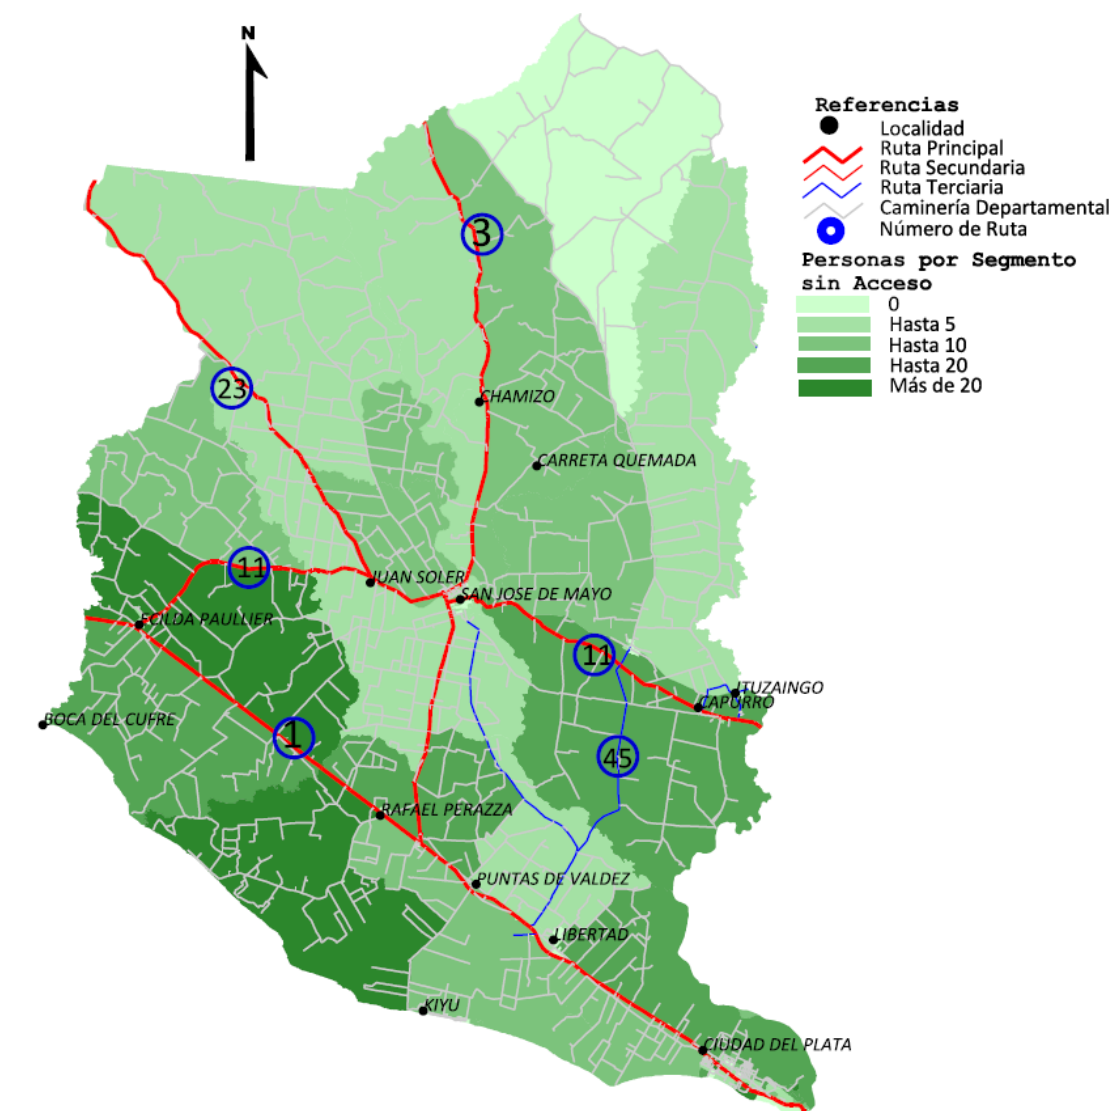 N
Referencias
Localidad
Ruta Principal
Ruta Secundaria
Ruta Terciaria
Caminería Departamental
Número de Ruta
Personas por Segmento
sin Acceso
0
Hasta 5
Hasta 10
Hasta 20
Más de 20
3
23
CHAMIZO
CARRETA QUEMADA
11
JUAN SOLER
SAN JOSE DE MAYO
ECILDA PAULLIER
11
ITUZAINGO
CAPURRO
BOCA DEL CUFRE
1
45
RAFAEL PERAZZA
PUNTAS DE VALDEZ
LIBERTAD
KIYU
CIUDAD DEL PLATA